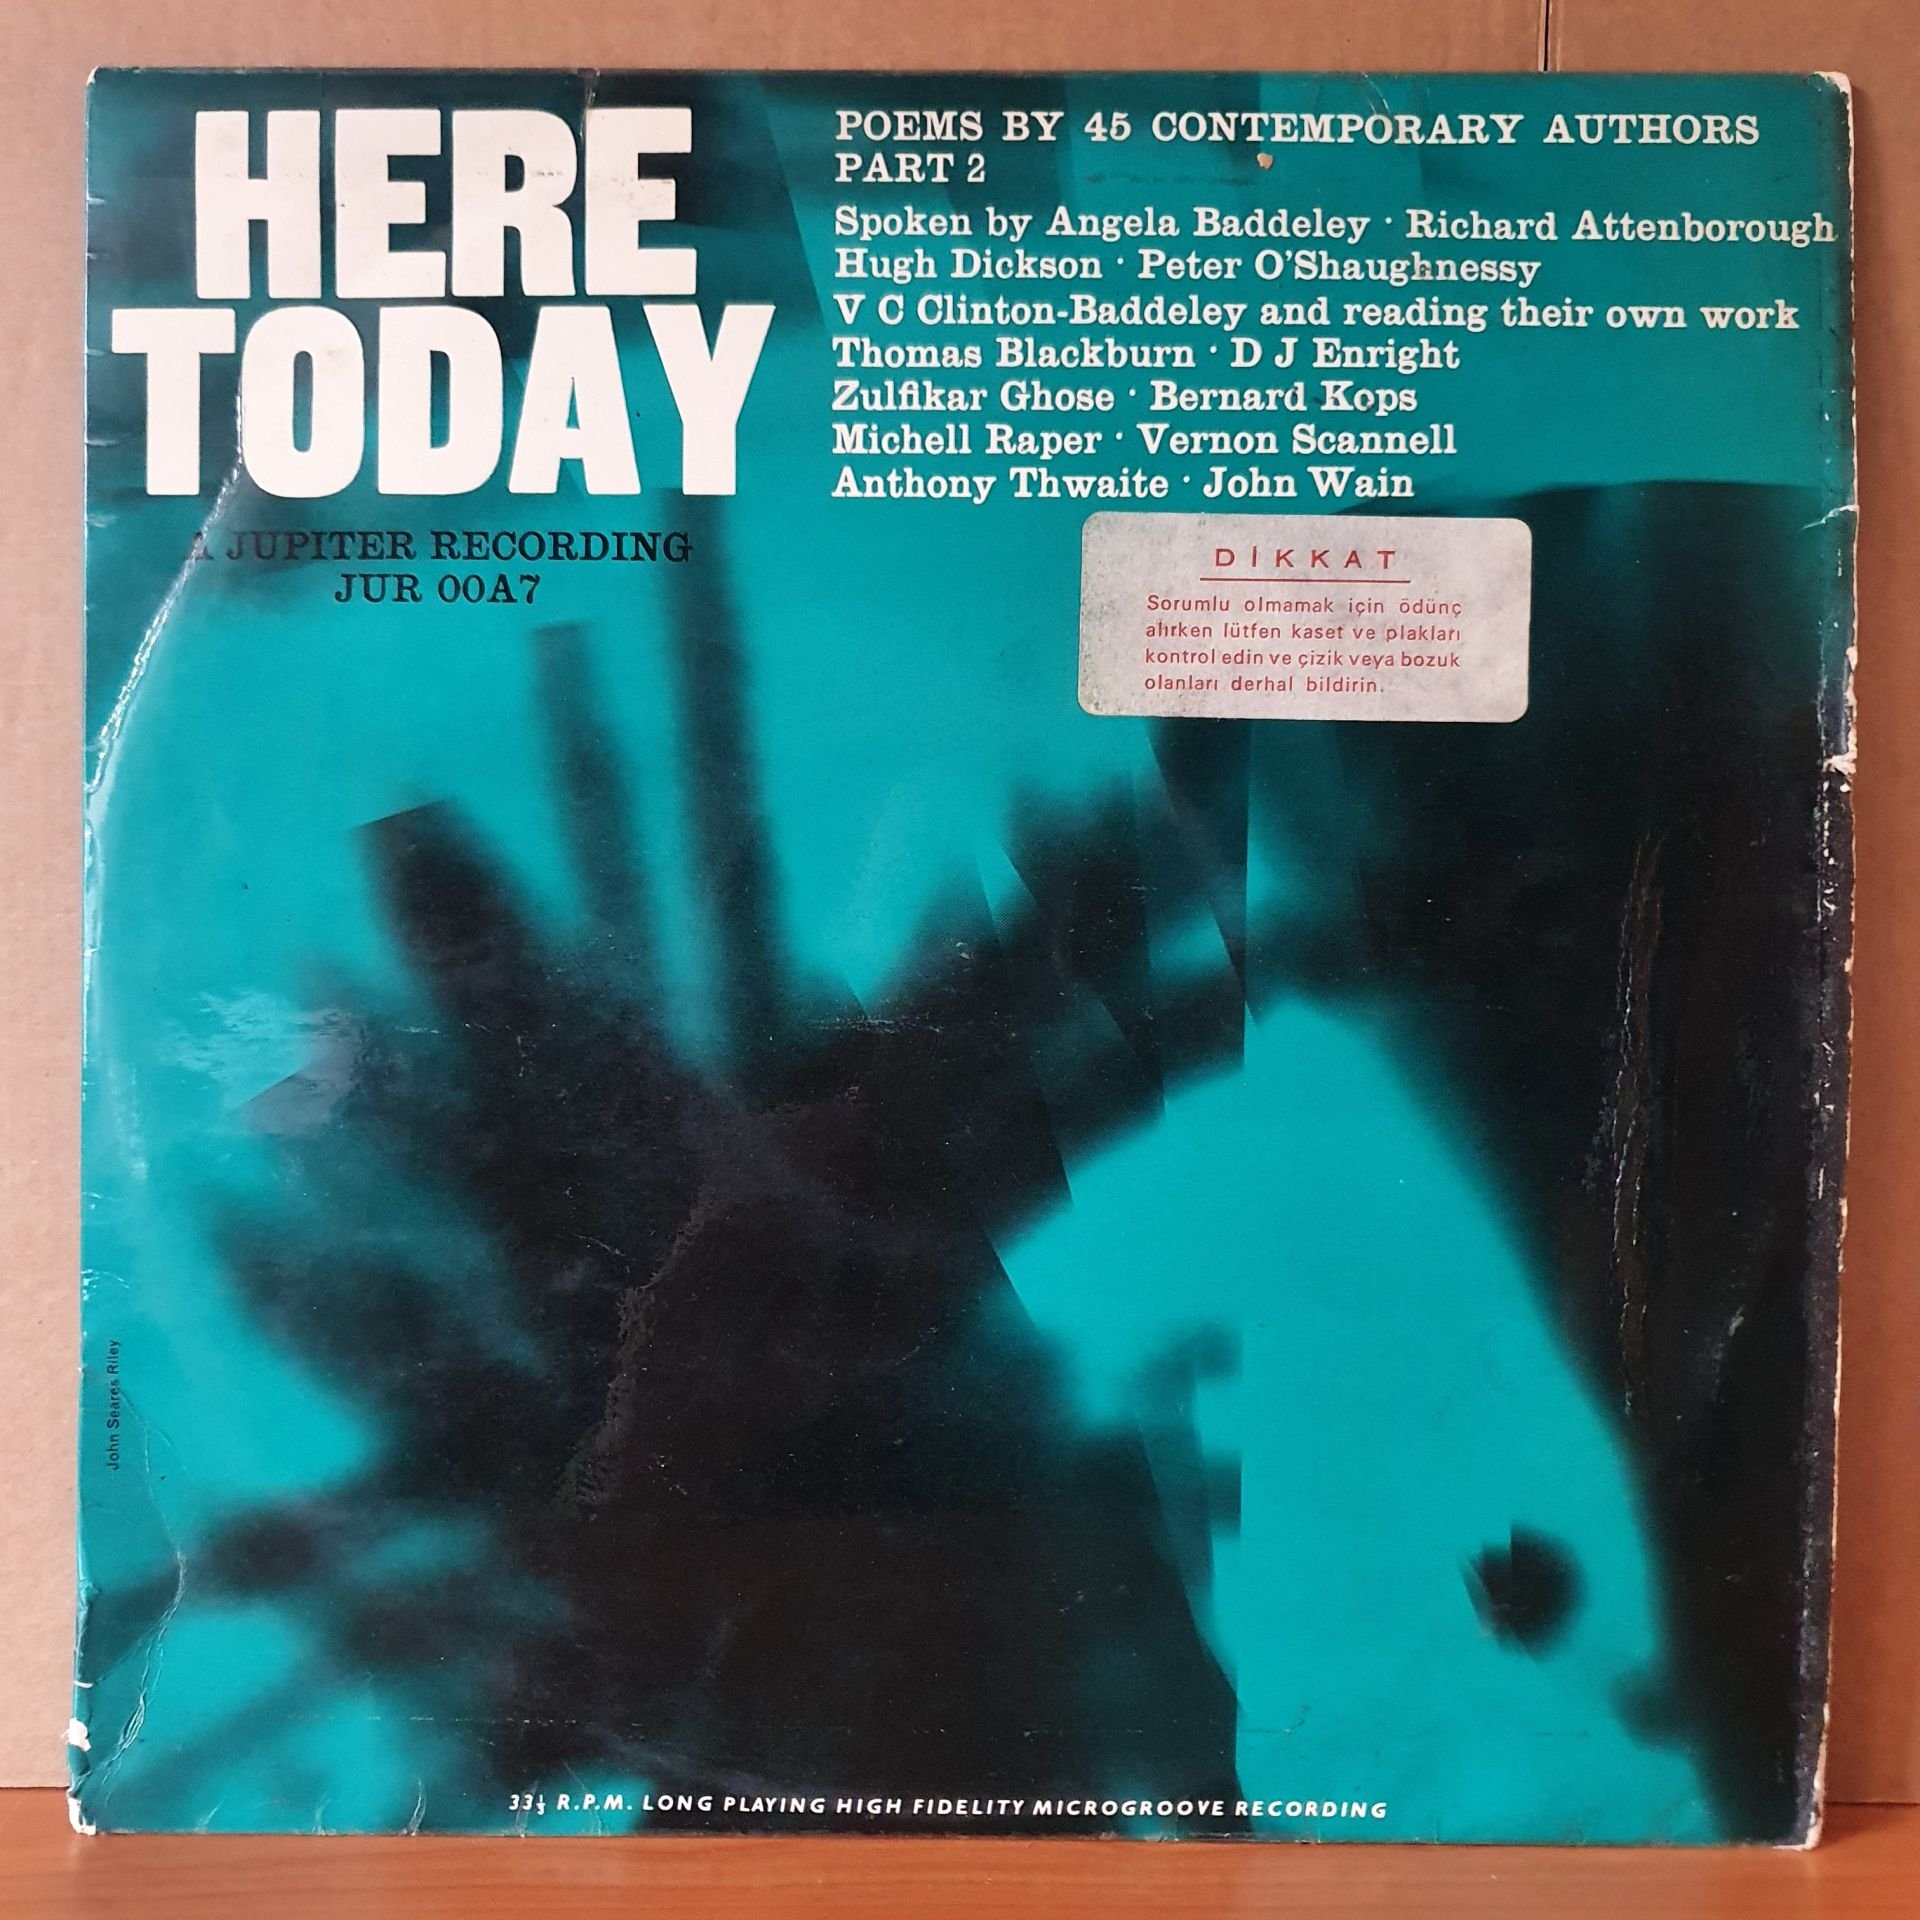 HERE
TODAY
A JUPITER RECORDING
JUR 00A7
POEMS BY 45 CONTEMPORARY AUTHORS
PART 2
Spoken by Angela Baddeley · Richard Attenborough
Hugh Dickson · Peter O'Shaughnessy
V C Clinton-Baddeley and reading their own work
Thomas Blackburn · D J Enright
Zulfikar Ghose · Bernard Kops
Michell Raper · Vernon Scannell
Anthony Thwaite · John Wain
DİKKAT
Sorumlu olmamak için ödünç
alırken lütfen kaset ve plakları
kontrol edin ve çizik veya bozuk
olanları derhal bildirin.
John Seares Riley
33⅓ R.P.M. LONG PLAYING HIGH FIDELITY MICROGROOVE RECORDING